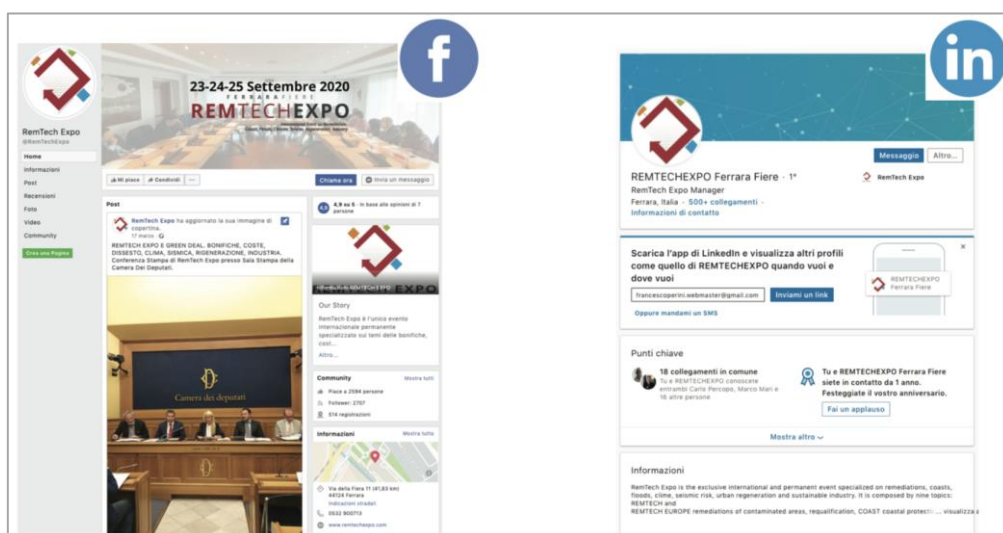 f
in
23-24-25 Settembre 2020
FERRARAFIERE
REMTECHEXPO
RemTech Expo
@RemTechExpo
Home
Informazioni
Post
Recensioni
Foto
Video
Community
Crea una Pagina
Mi piace
Condividi
Chiama ora
Invia un messaggio
Post
RemTech Expo ha aggiornato la sua immagine di
copertina.
17 marzo
REMTECH EXPO E GREEN DEAL. BONIFICHE, COSTE,
DISSESTO, CLIMA, SISMICA, RIGENERAZIONE, INDUSTRIA.
Conferenza Stampa di RemTech Expo presso Sala Stampa della
Camera Dei Deputati.
Camera dei deputati
4,9 su 5 · In base alle opinioni di 7
persone
Our Story
RemTech Expo è l'unico evento
internazionale permanente
specializzato sui temi delle bonifiche,
cost...
Altro...
Community
Mostra tutti
Piace a 2594 persone
Follower: 2707
514 registrazioni
Informazioni
Mostra tutto
Via della Fiera 11 (41,83 km)
44124 Ferrara
Indicazioni stradali
0532 900713
www.remtechexpo.com
Messaggio
Altro...
REMTECHEXPO Ferrara Fiere · 1°
RemTech Expo Manager
Ferrara, Italia · 500+ collegamenti ·
Informazioni di contatto
RemTech Expo
Scarica l'app di LinkedIn e visualizza altri profili
come quello di REMTECHEXPO quando vuoi e
dove vuoi
francescoperini.webmaster@gmail.com
Inviami un link
Oppure mandami un SMS
REMTECHEXPO
Ferrara Fiere
Punti chiave
18 collegamenti in comune
Tu e REMTECHEXPO conoscete
entrambi Carlo Percopo, Marco Mari e
16 altre persone
Tu e REMTECHEXPO Ferrara Fiere
siete in contatto da 1 anno.
Festeggiate il vostro anniversario.
Fai un applauso
Mostra altro
Informazioni
RemTech Expo is the exclusive international and permanent event specialized on remediations, coasts,
floods, clime, seismic risk, urban regeneration and sustainable industry. It is composed by nine topics:
REMTECH and
REMTECH EUROPE remediations of contaminated areas, requalification, COAST coastal protect ... visualizza